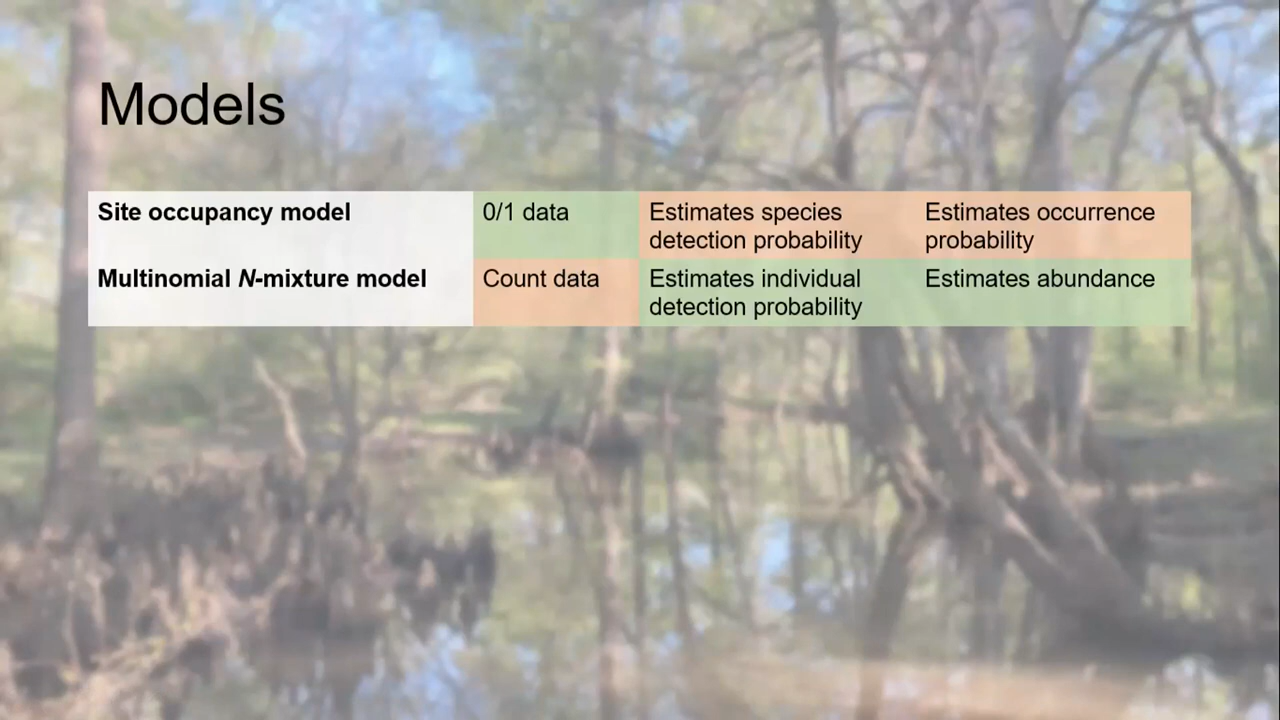 Models
Site occupancy model
0/1 data
Estimates species
detection probability
Estimates occurrence
probability
Multinomial N-mixture model
Count data
Estimates individual
detection probability
Estimates abundance